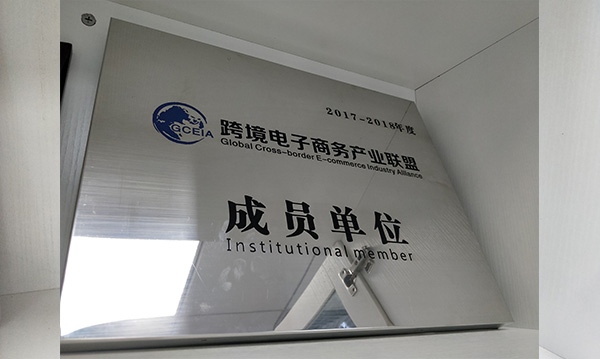 2017-2018年度
GCEIA
跨境电子商务产业联盟
Global Cross-border E-commerce Industry Alliance
成员单位
Institutional member